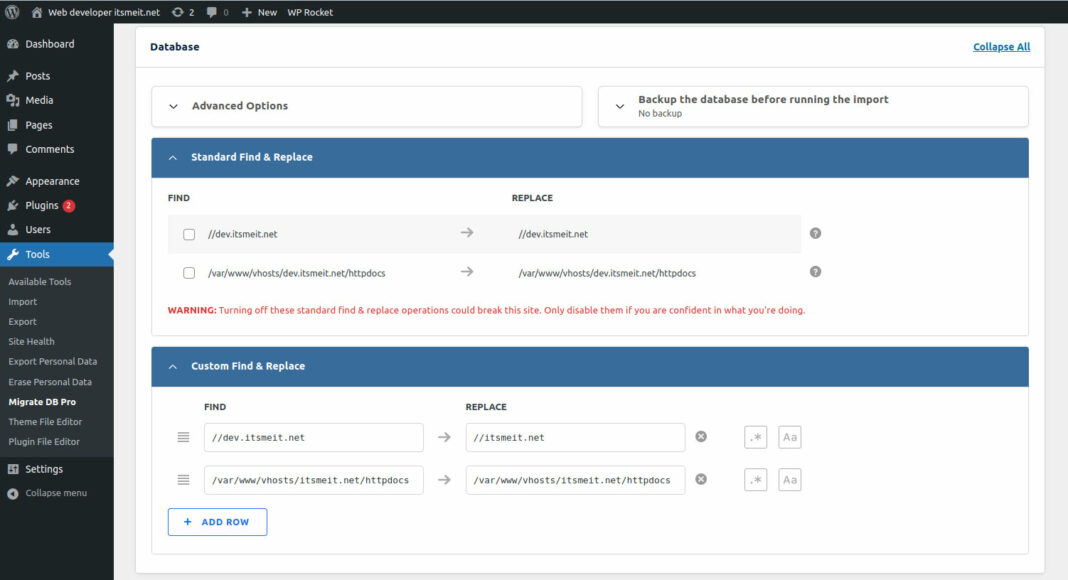 Web developer itsmeit.net 2 0 New WP Rocket
Dashboard
Posts
Media
Pages
Comments
Appearance
Plugins 2
Users
Tools
Available Tools
Import
Export
Site Health
Export Personal Data
Erase Personal Data
Migrate DB Pro
Theme File Editor
Plugin File Editor
Settings
Collapse menu
Database
Collapse All
Advanced Options
Backup the database before running the import
No backup
Standard Find & Replace
FIND REPLACE
//dev.itsmeit.net → //dev.itsmeit.net ?
/var/www/vhosts/dev.itsmeit.net/httpdocs → /var/www/vhosts/dev.itsmeit.net/httpdocs ?
WARNING: Turning off these standard find & replace operations could break this site. Only disable them if you are confident in what you're doing.
Custom Find & Replace
FIND REPLACE
//dev.itsmeit.net → //itsmeit.net .* Aa
/var/www/vhosts/itsmeit.net/httpdocs → /var/www/vhosts/itsmeit.net/httpdocs .* Aa
+ ADD ROW